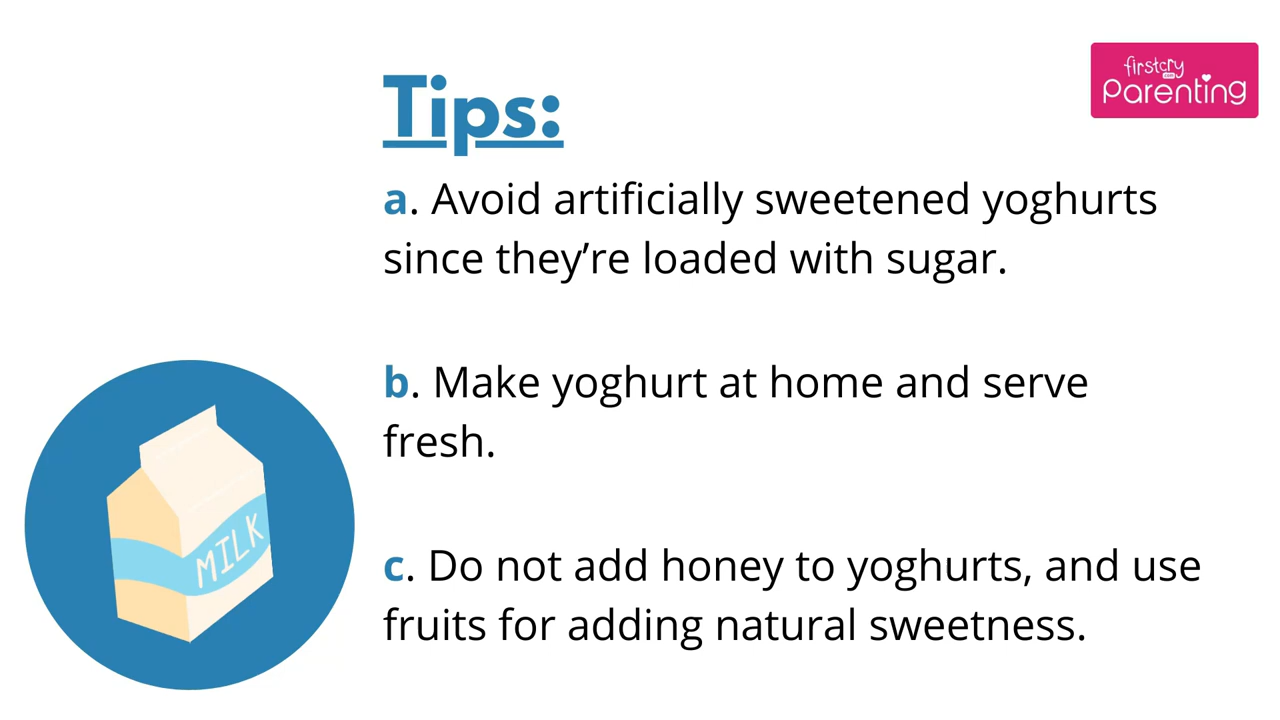 firstcry
.com
Parenting
Tips:
a. Avoid artificially sweetened yoghurts
since they’re loaded with sugar.
b. Make yoghurt at home and serve
fresh.
c. Do not add honey to yoghurts, and use
fruits for adding natural sweetness.
MILK